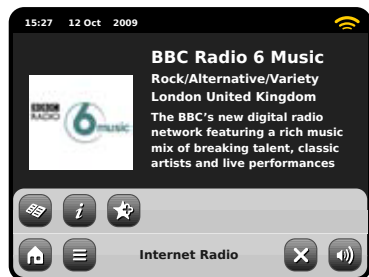 15:27 12 Oct 2009
BBC Radio 6 Music
Rock/Alternative/Variety
London United Kingdom
The BBC’s new digital radio
network featuring a rich music
mix of breaking talent, classic
artists and live performances
BBC
RADIO
6
music
i
Internet Radio